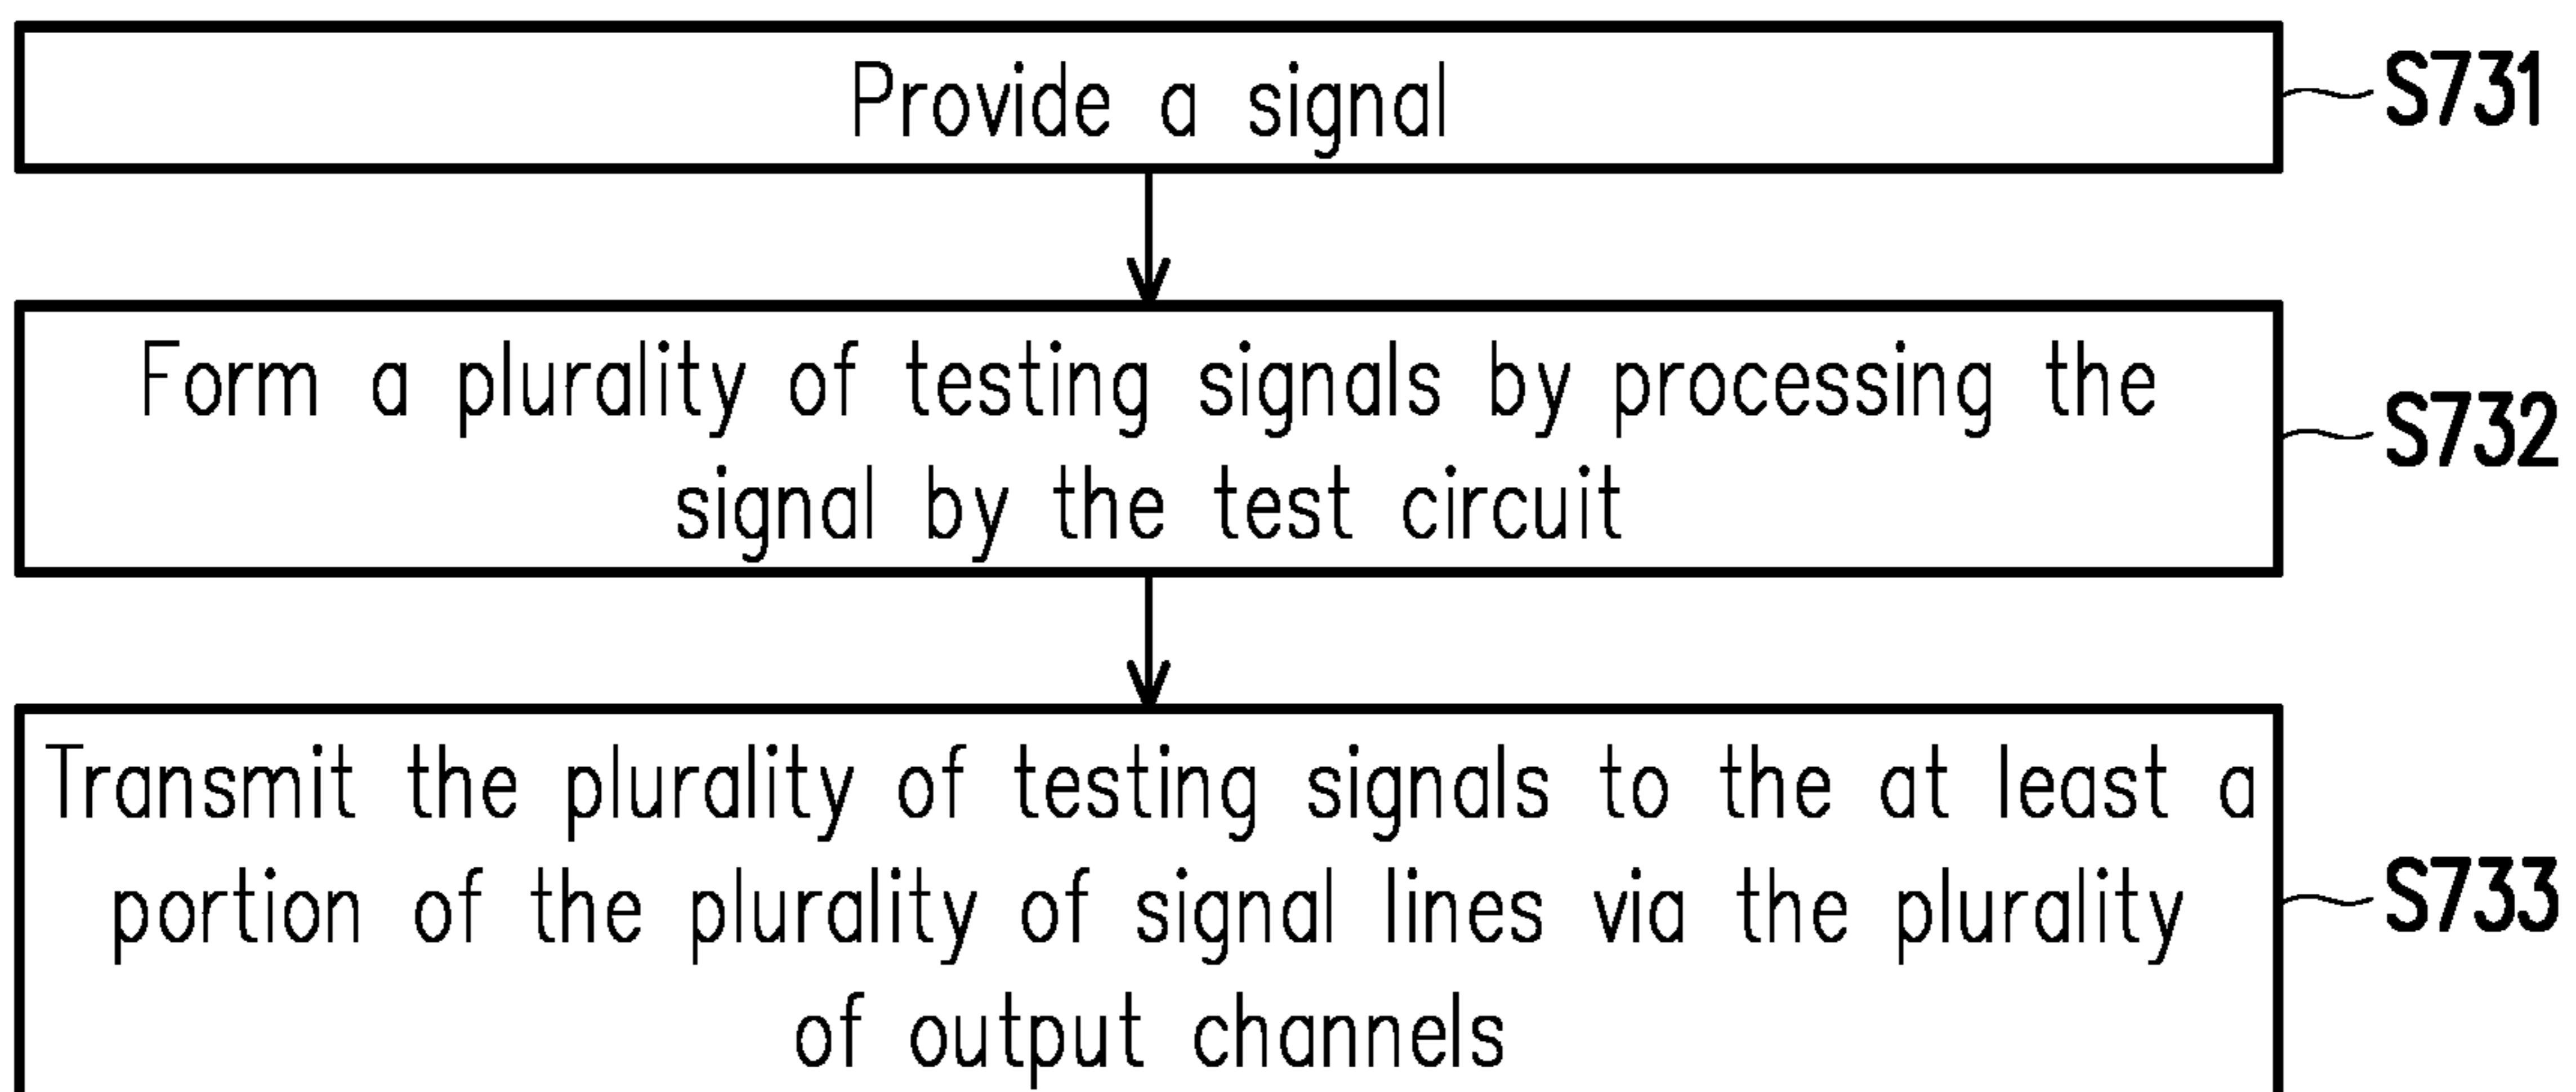 Provide a signal
S731
Form a plurality of testing signals by processing the
signal by the test circuit
S732
Transmit the plurality of testing signals to the at least a
portion of the plurality of signal lines via the plurality
of output channels
S733